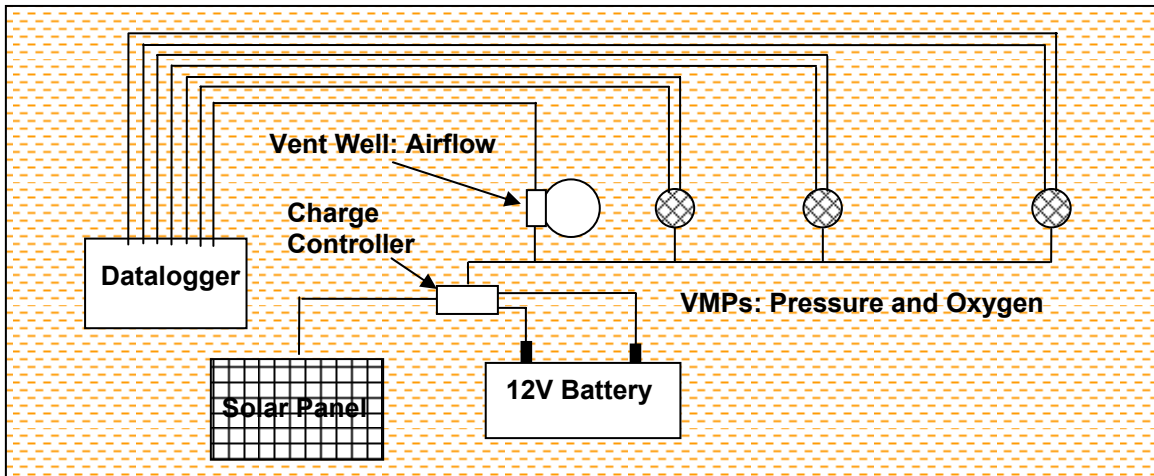 Vent Well: Airflow
Charge
Controller
Datalogger
VMPs: Pressure and Oxygen
12V Battery
Solar Panel